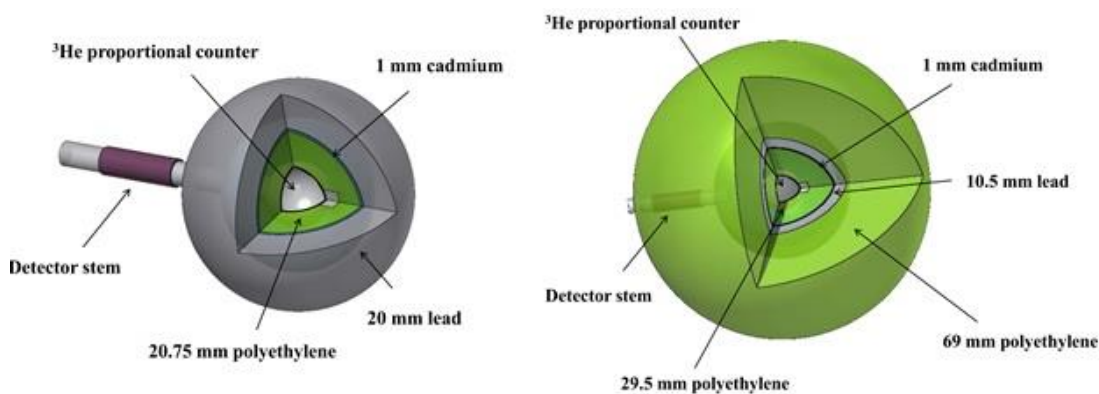 ³He proportional counter
1 mm cadmium
Detector stem
20 mm lead
20.75 mm polyethylene
³He proportional counter
1 mm cadmium
10.5 mm lead
Detector stem
69 mm polyethylene
29.5 mm polyethylene